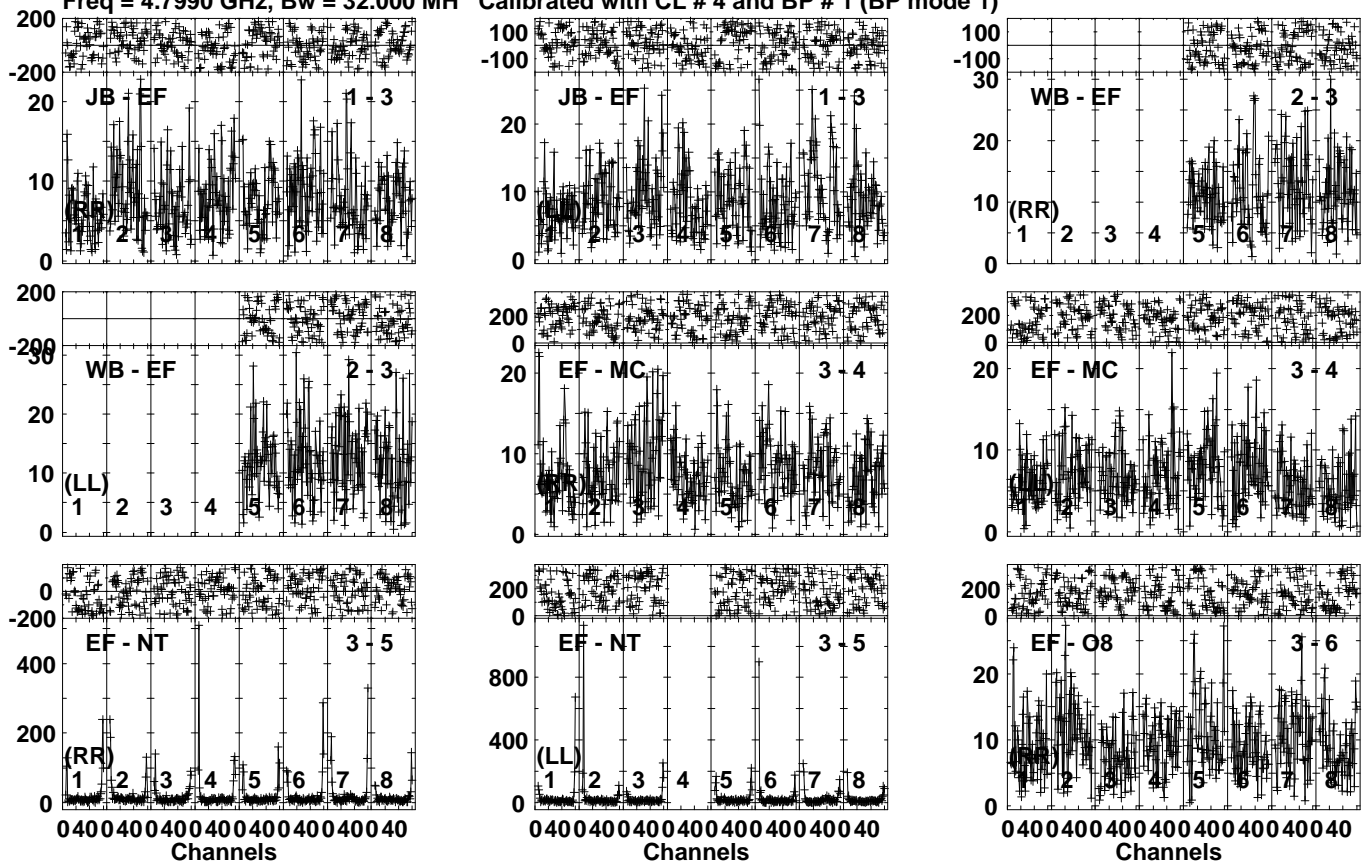 Freq = 4.7990 GHz, Bw = 32.000 MH Calibrated with CL # 4 and BP # 1 (BP mode 1)
200
-200
JB - EF 1 - 3
20
10
0
(RR)
1 2 3 4 5 6 7 8
100
-100
JB - EF 1 - 3
20
10
0
(LL)
1 2 3 4 5 6 7 8
100
-100
30
WB - EF 2 - 3
20
10
0
(RR)
1 2 3 4 5 6 7 8
200
-200
30
WB - EF 2 - 3
20
10
0
(LL)
1 2 3 4 5 6 7 8
200
0
EF - MC 3 - 4
20
10
0
(RR)
1 2 3 4 5 6 7 8
200
0
EF - MC 3 - 4
20
10
0
(LL)
1 2 3 4 5 6 7 8
0
-200
EF - NT 3 - 5
400
200
0
(RR)
1 2 3 4 5 6 7 8
0 40 0 40 0 40 0 40 0 40 0 40 0 40 0 40
Channels
200
0
EF - NT 3 - 5
800
400
0
(LL)
1 2 3 4 5 6 7 8
0 40 0 40 0 40 0 40 0 40 0 40 0 40 0 40
Channels
200
0
EF - O8 3 - 6
20
10
0
(RR)
1 2 3 4 5 6 7 8
0 40 0 40 0 40 0 40 0 40 0 40 0 40 0 40
Channels